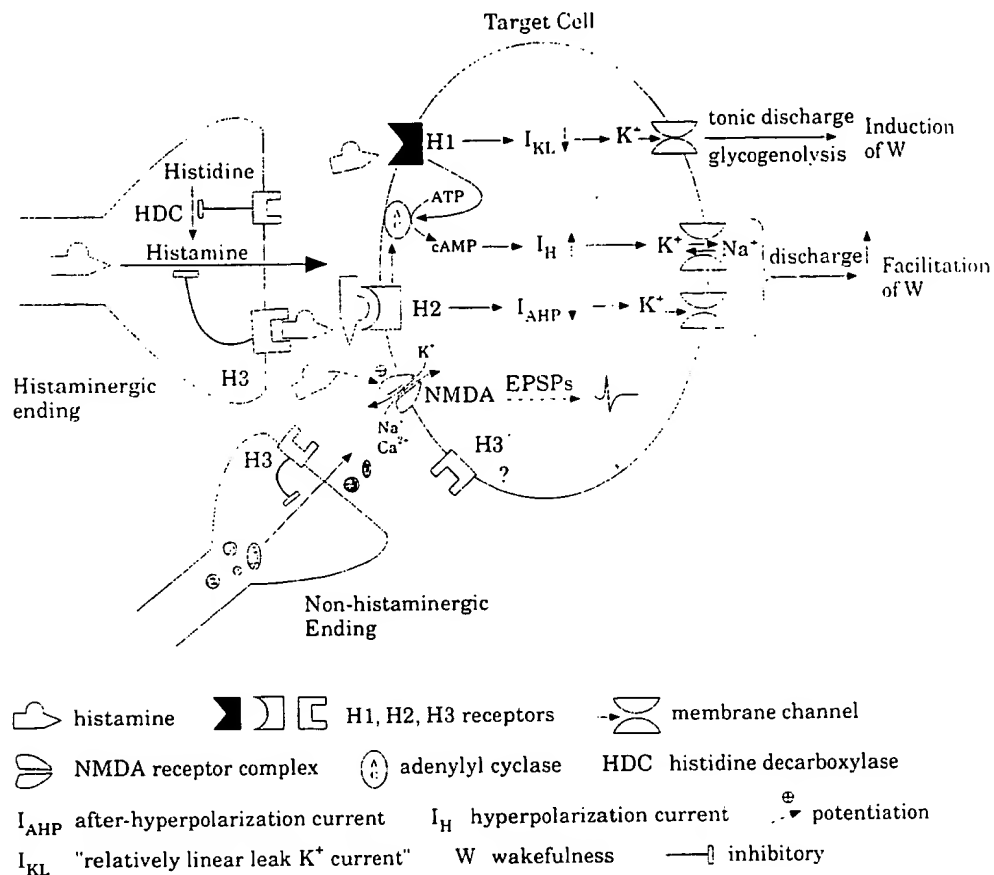 Target Cell
H1 I_KL K+ tonic discharge Induction
glycogenolysis of W
Histidine
HDC
Histamine
ATP
AC
cAMP I_H K+ Na+ discharge Facilitation
of W
H2 I_AHP K+
H3
Histaminergic
ending
K+
⊕
NMDA EPSPs
Na+
Ca2+
H3
H3
?
Non-histaminergic
Ending
histamine H1, H2, H3 receptors membrane channel
NMDA receptor complex AC adenylyl cyclase HDC histidine decarboxylase
I_AHP after-hyperpolarization current I_H hyperpolization current ⊕ potentiation
I_KL "relatively linear leak K+ current" W wakefulness inhibitory